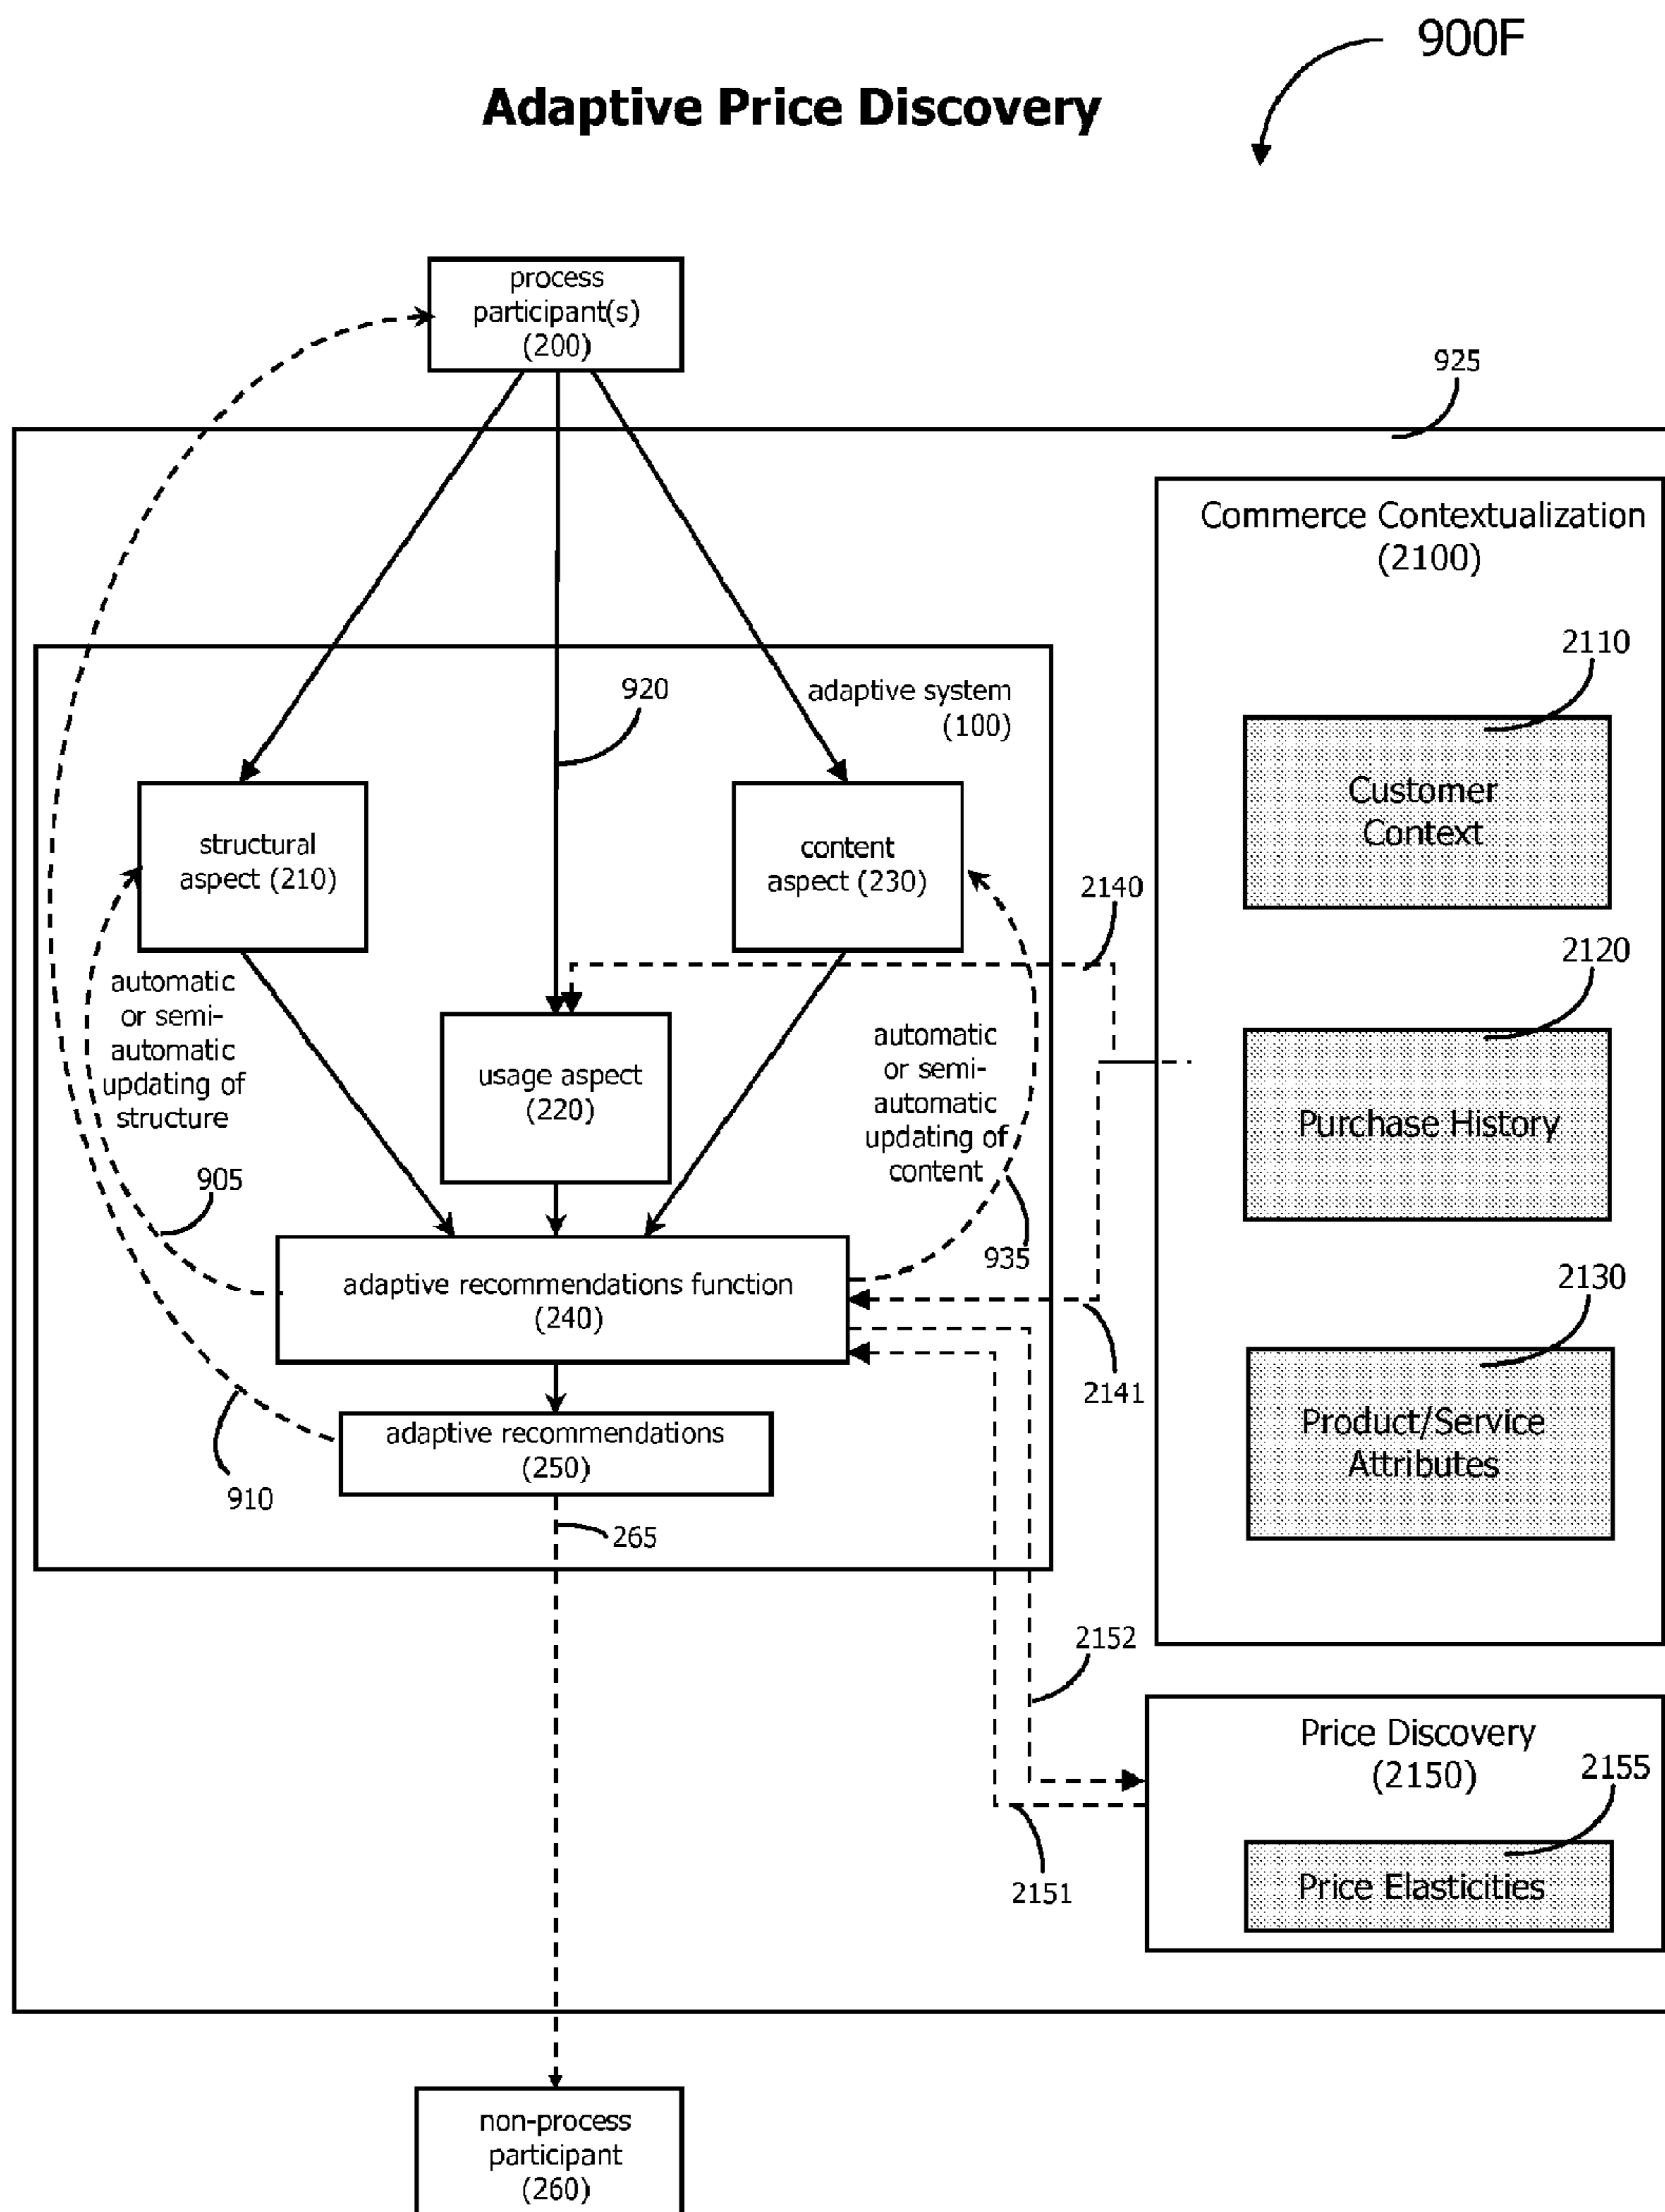 900F
Adaptive Price Discovery
process
participant(s)
(200)
925
Commerce Contextualization
(2100)
2110
920
adaptive system
(100)
Customer
Context
structural
aspect (210)
content
aspect (230)
2140
2120
automatic
or semi-
automatic
updating of
structure
automatic
or semi-
automatic
updating of
content
usage aspect
(220)
Purchase History
905
935
2130
adaptive recommendations function
(240)
2141
Product/Service
Attributes
adaptive recommendations
(250)
910
265
2152
Price Discovery
(2150)
2155
2151
Price Elasticities
non-process
participant
(260)